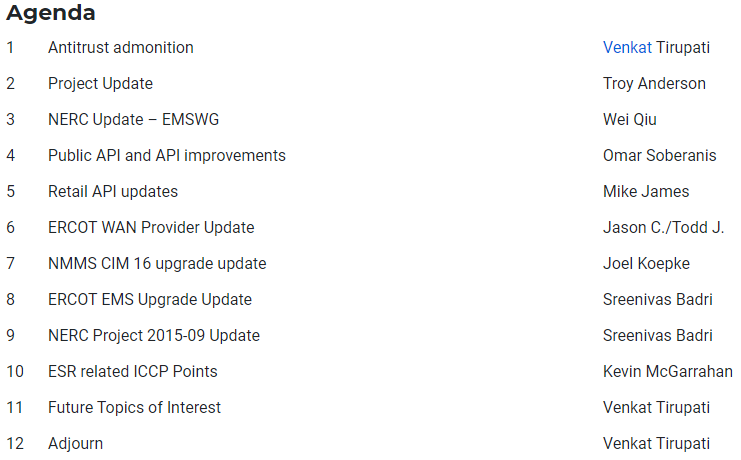 Agenda
1 Antitrust admonition Venkat Tirupati
2 Project Update Troy Anderson
3 NERC Update – EMSWG Wei Qiu
4 Public API and API improvements Omar Soberanis
5 Retail API updates Mike James
6 ERCOT WAN Provider Update Jason C./Todd J.
7 NMMS CIM 16 upgrade update Joel Koepke
8 ERCOT EMS Upgrade Update Sreenivas Badri
9 NERC Project 2015-09 Update Sreenivas Badri
10 ESR related ICCP Points Kevin McGarrahan
11 Future Topics of Interest Venkat Tirupati
12 Adjourn Venkat Tirupati